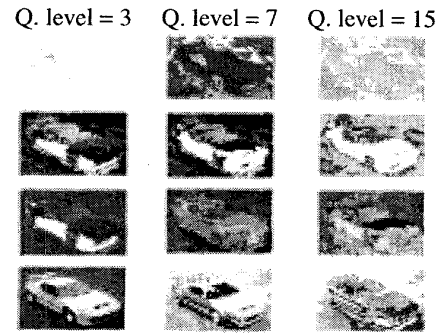 Q. level = 3 Q. level = 7 Q. level = 15